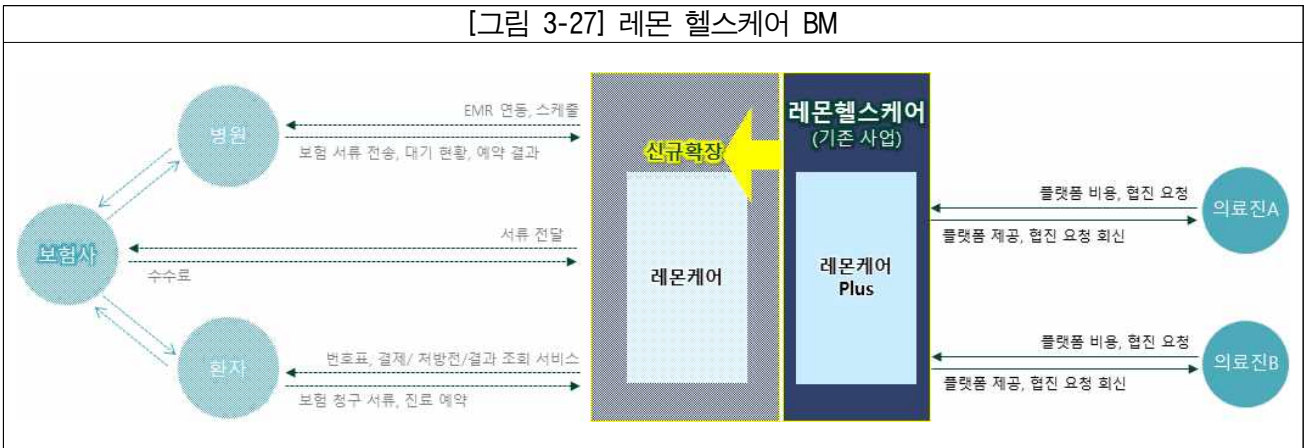 [그림 3-27] 레몬 헬스케어 BM
병원
EMR 연동, 스케줄
보험 서류 전송, 대기 현황, 예약 결과
보험사
서류 전달
수수료
환자
번호표, 결제/ 처방전/결과 조회 서비스
보험 청구 서류, 진료 예약
신규확장
레몬케어
레몬헬스케어
(기존 사업)
레몬케어
Plus
플랫폼 비용, 협진 요청
플랫폼 제공, 협진 요청 회신
의료진A
플랫폼 비용, 협진 요청
플랫폼 제공, 협진 요청 회신
의료진B